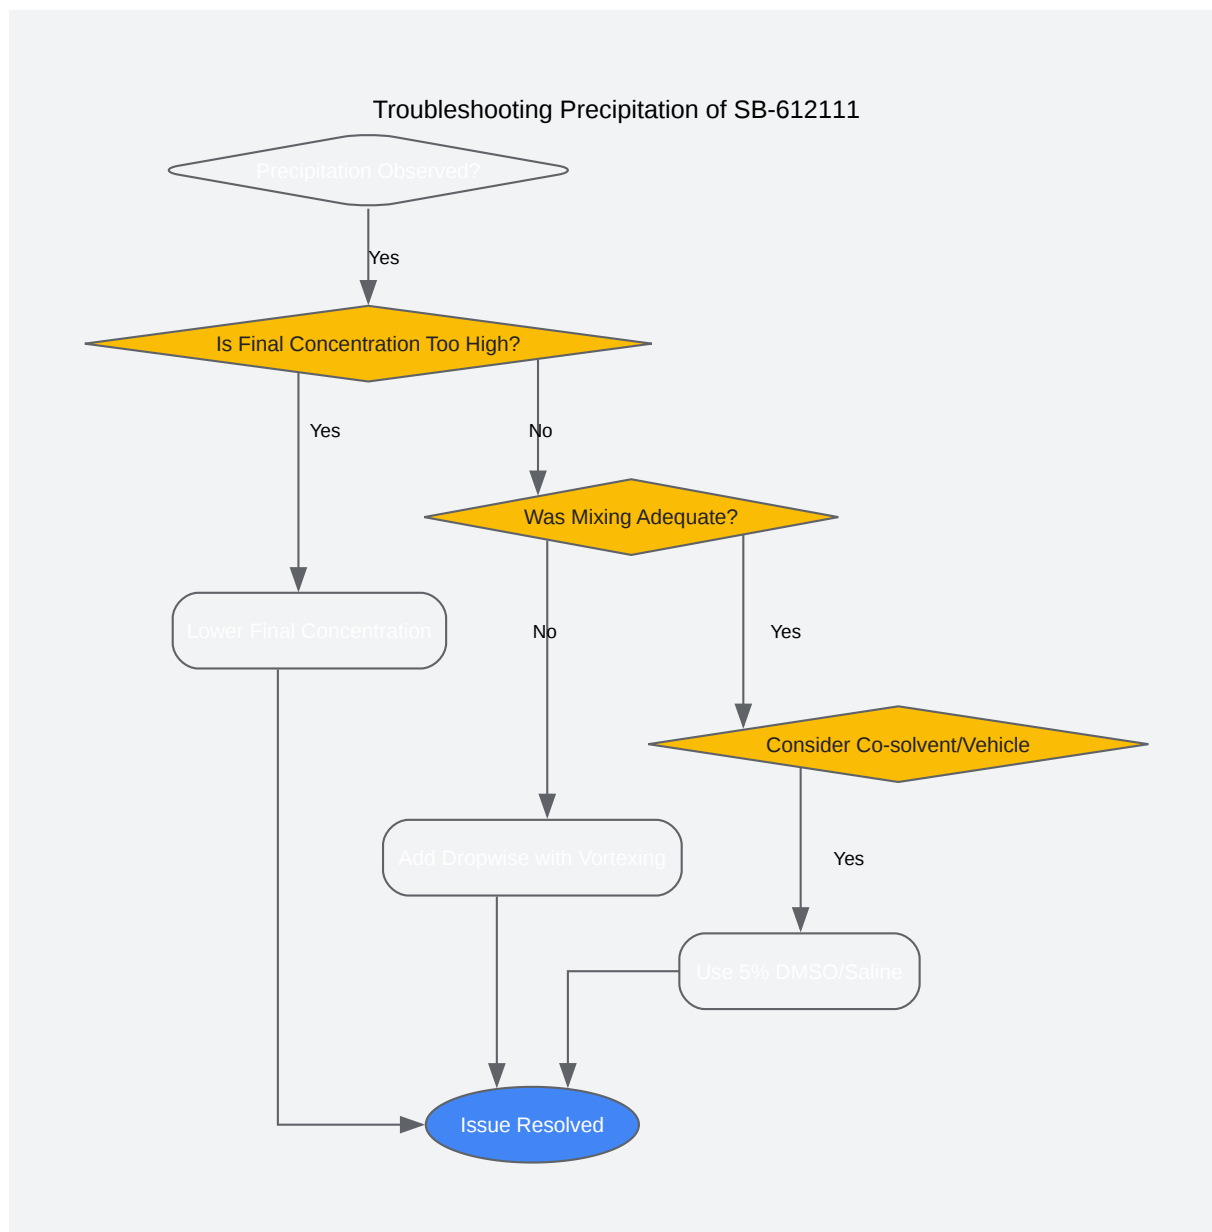 Troubleshooting Precipitation of SB-612111
Precipitation Observed?
Yes
Is Final Concentration Too High?
Yes
No
Was Mixing Adequate?
Lower Final Concentration
No
Yes
Consider Co-solvent/Vehicle
Add Dropwise with Vortexing
Yes
Use 5% DMSO/Saline
Issue Resolved